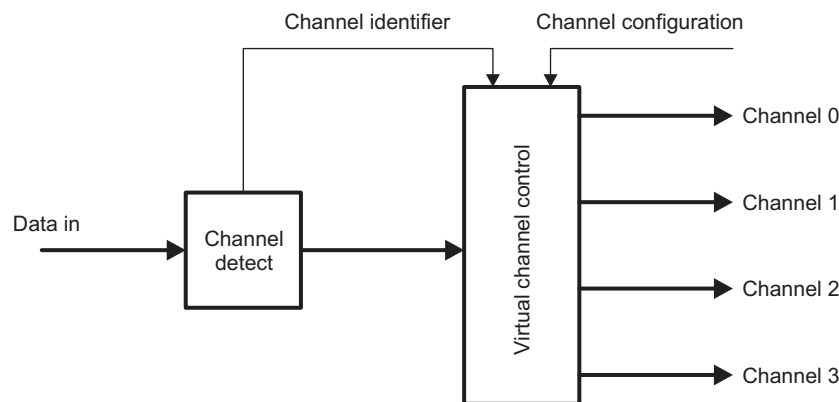 Channel identifier
Channel configuration
Channel 0
Channel 1
Data in
Channel
detect
Virtual channel control
Channel 2
Channel 3